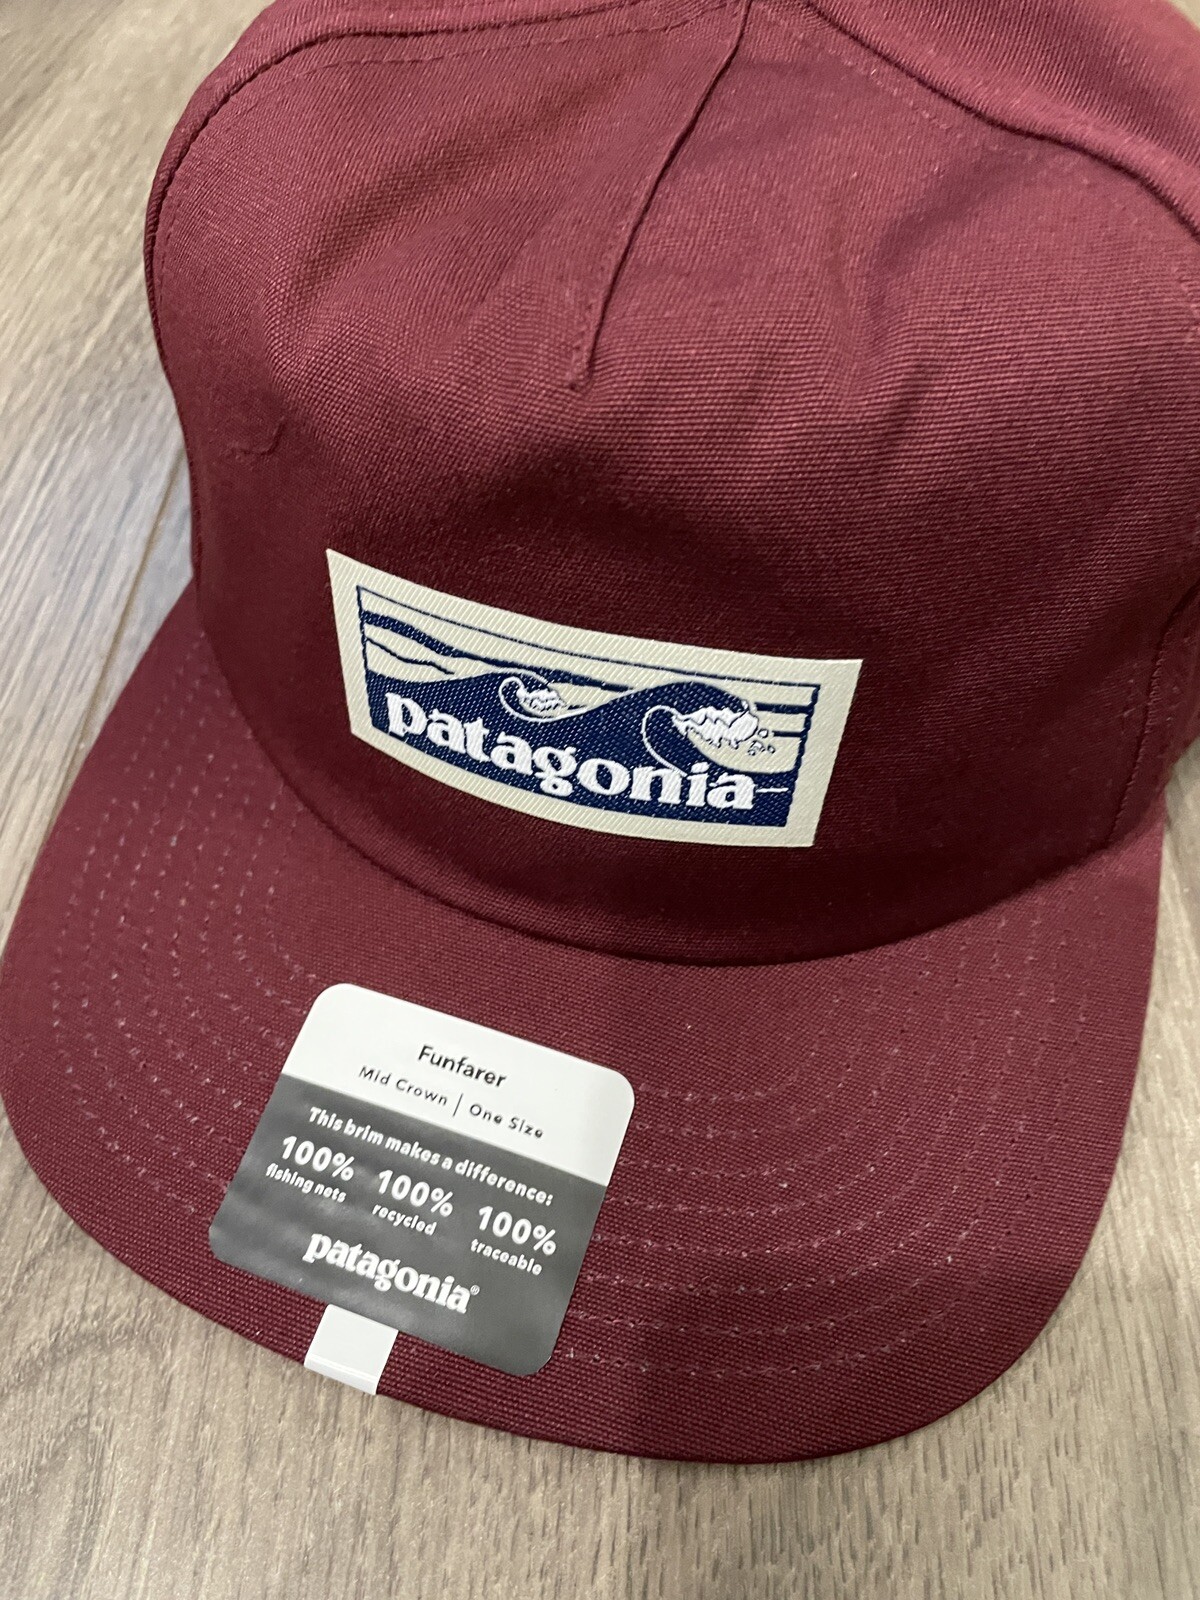 patagonia
Funfarer
Mid Crown | One Size
This brim makes a difference:
100% 100% 100%
fishing nets recycled traceable
patagonia®